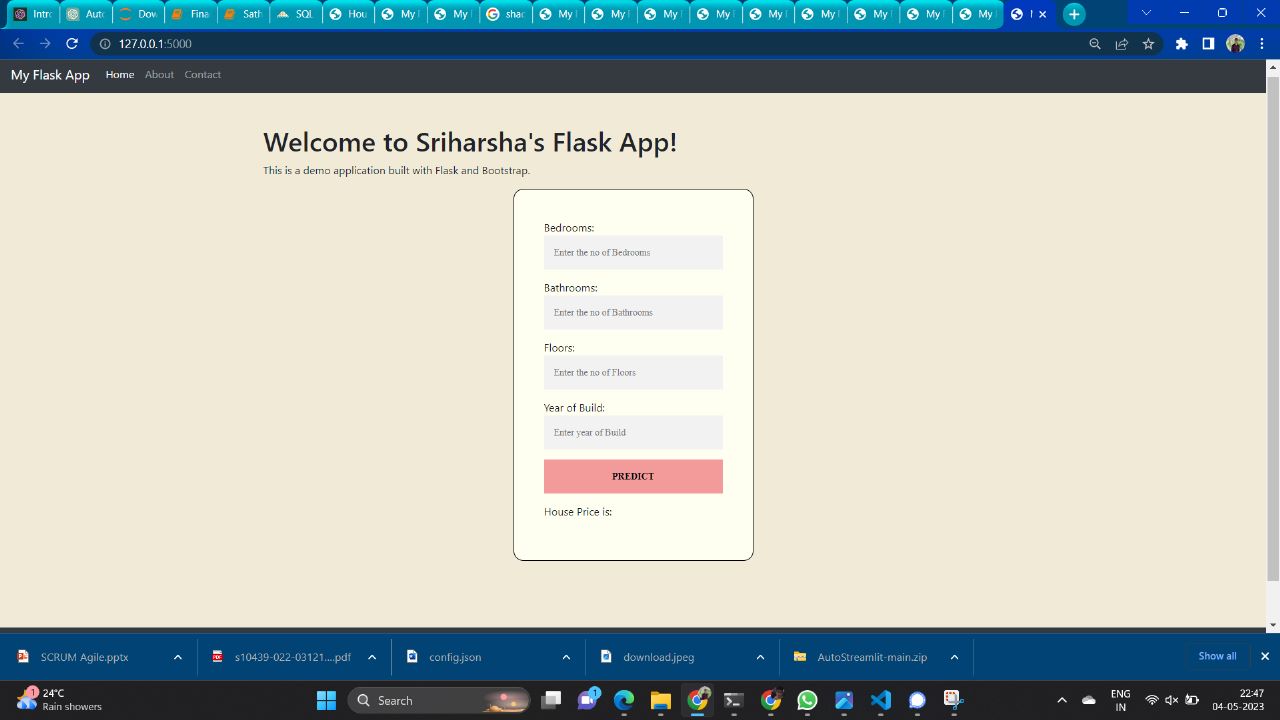 Intro
Auto
Dow
Fina
Sath
SQL
Hou
My
My
shad
My
My
My
My
My
My
My
My
My
127.0.0.1:5000
My Flask App Home About Contact
Welcome to Sriharsha's Flask App!
This is a demo application built with Flask and Bootstrap.
Bedrooms:
Enter the no of Bedrooms
Bathrooms:
Enter the no of Bathrooms
Floors:
Enter the no of Floors
Year of Build:
Enter year of Build
PREDICT
House Price is:
SCRUM Agile.pptx
s10439-022-03121....pdf
config.json
download.jpeg
AutoStreamlit-main.zip
Show all
1
24°C
Rain showers
Search
1
ENG
IN
22:47
04-05-2023